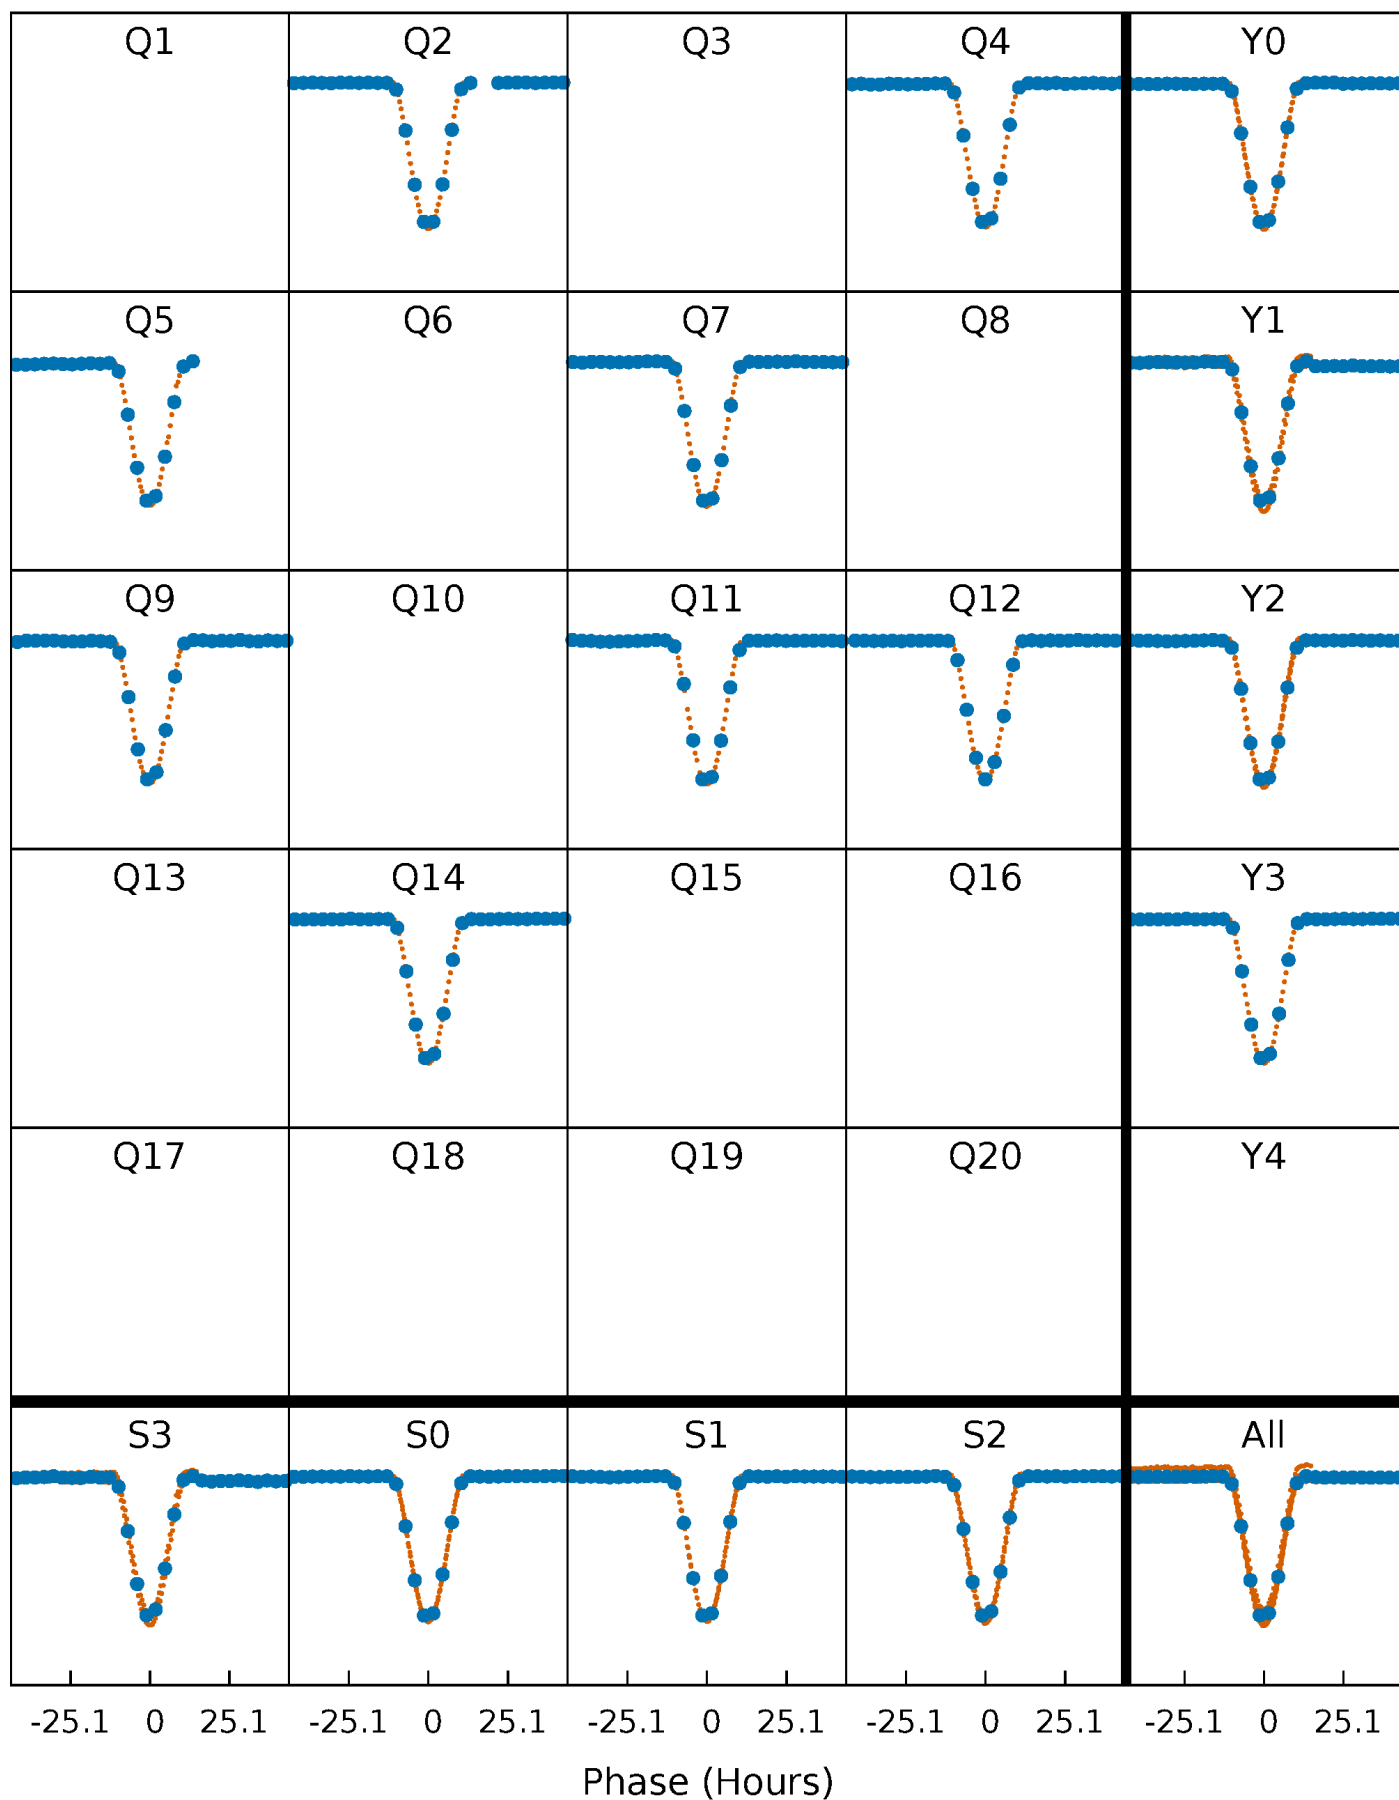 Q1 Q2 Q3 Q4 Y0
Q5 Q6 Q7 Q8 Y1
Q9 Q10 Q11 Q12 Y2
Q13 Q14 Q15 Q16 Y3
Q17 Q18 Q19 Q20 Y4
S3 S0 S1 S2 All
-25.1 0 25.1 -25.1 0 25.1 -25.1 0 25.1 -25.1 0 25.1 -25.1 0 25.1
Phase (Hours)